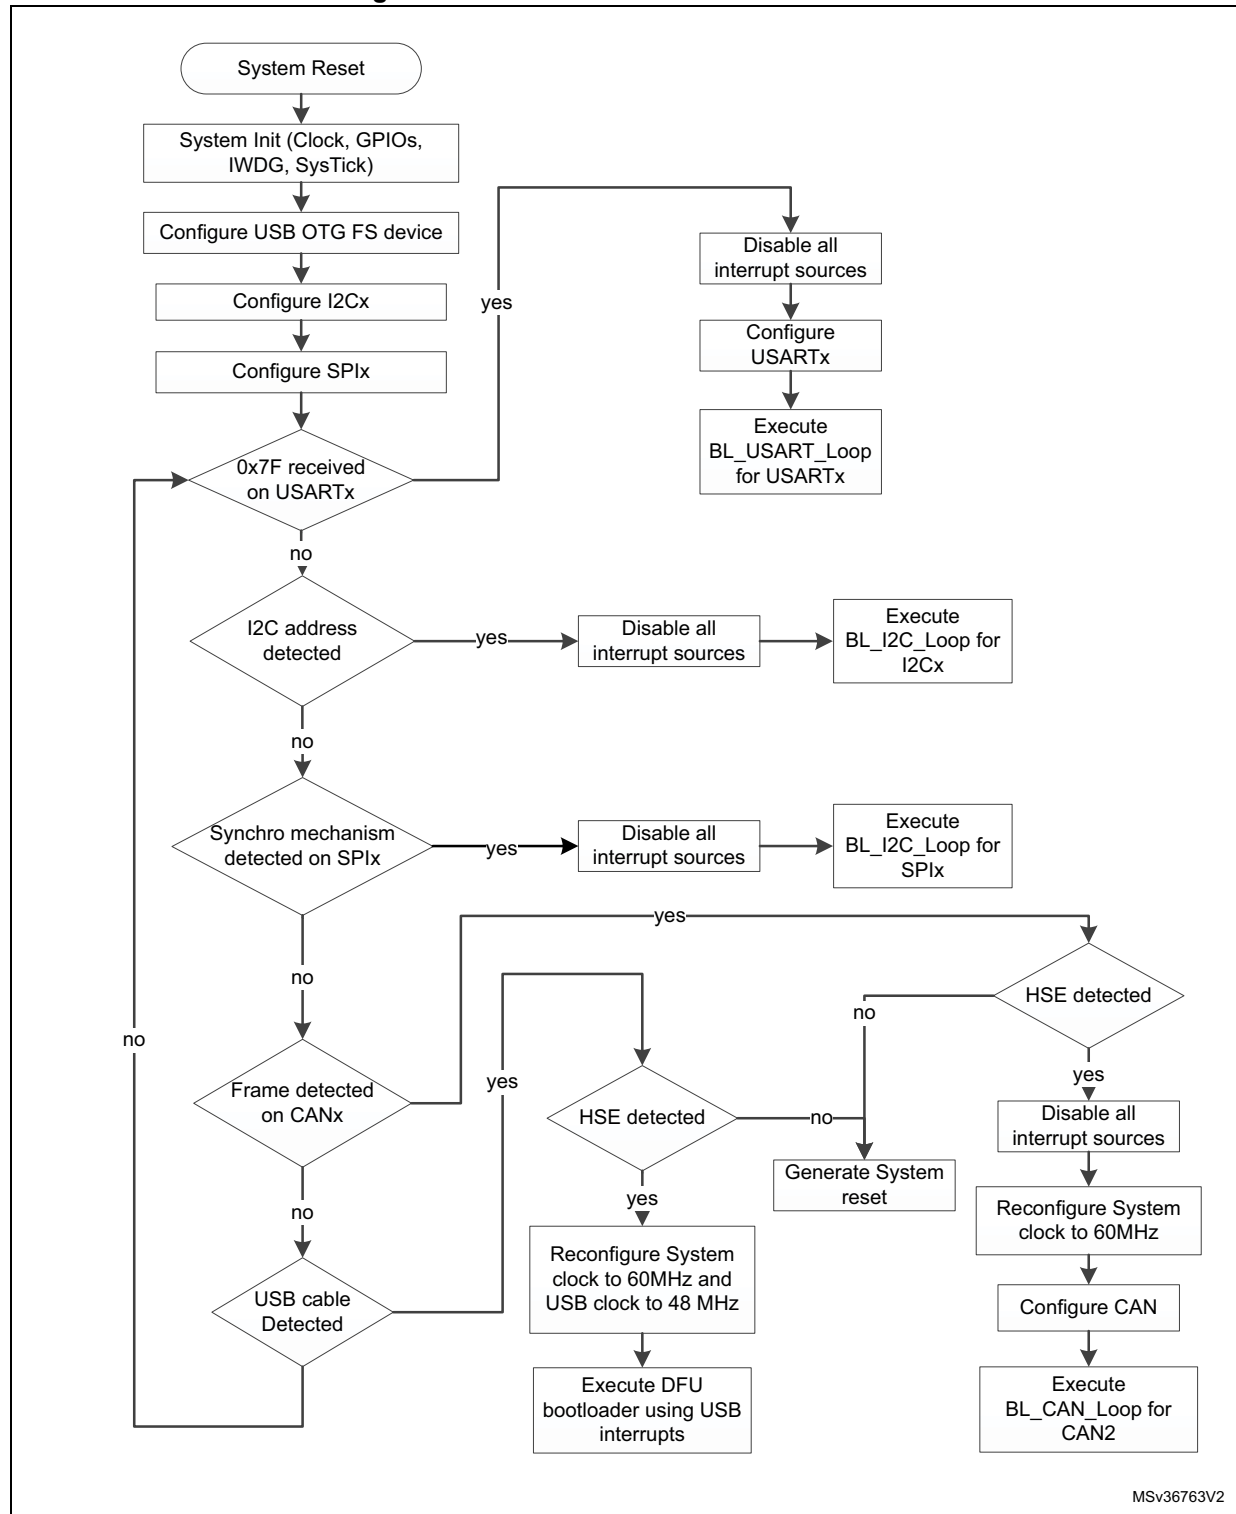 System Reset
System Init (Clock, GPIOs,
IWDG, SysTick)
Configure USB OTG FS device
Configure I2Cx
Configure SPIx
0x7F received
on USARTx
yes
Disable all
interrupt sources
Configure
USARTx
Execute
BL_USART_Loop
for USARTx
no
I2C address
detected
yes
Disable all
interrupt sources
Execute
BL_I2C_Loop for
I2Cx
no
Synchro mechanism
detected on SPIx
yes
Disable all
interrupt sources
Execute
BL_I2C_Loop for
SPIx
no
Frame detected
on CANx
yes
HSE detected
no
yes
Disable all
interrupt sources
Reconfigure System
clock to 60MHz
Configure CAN
Execute
BL_CAN_Loop for
CAN2
no
USB cable
Detected
yes
HSE detected
no
Generate System
reset
yes
Reconfigure System
clock to 60MHz and
USB clock to 48 MHz
Execute DFU
bootloader using USB
interrupts
no
MSv36763V2